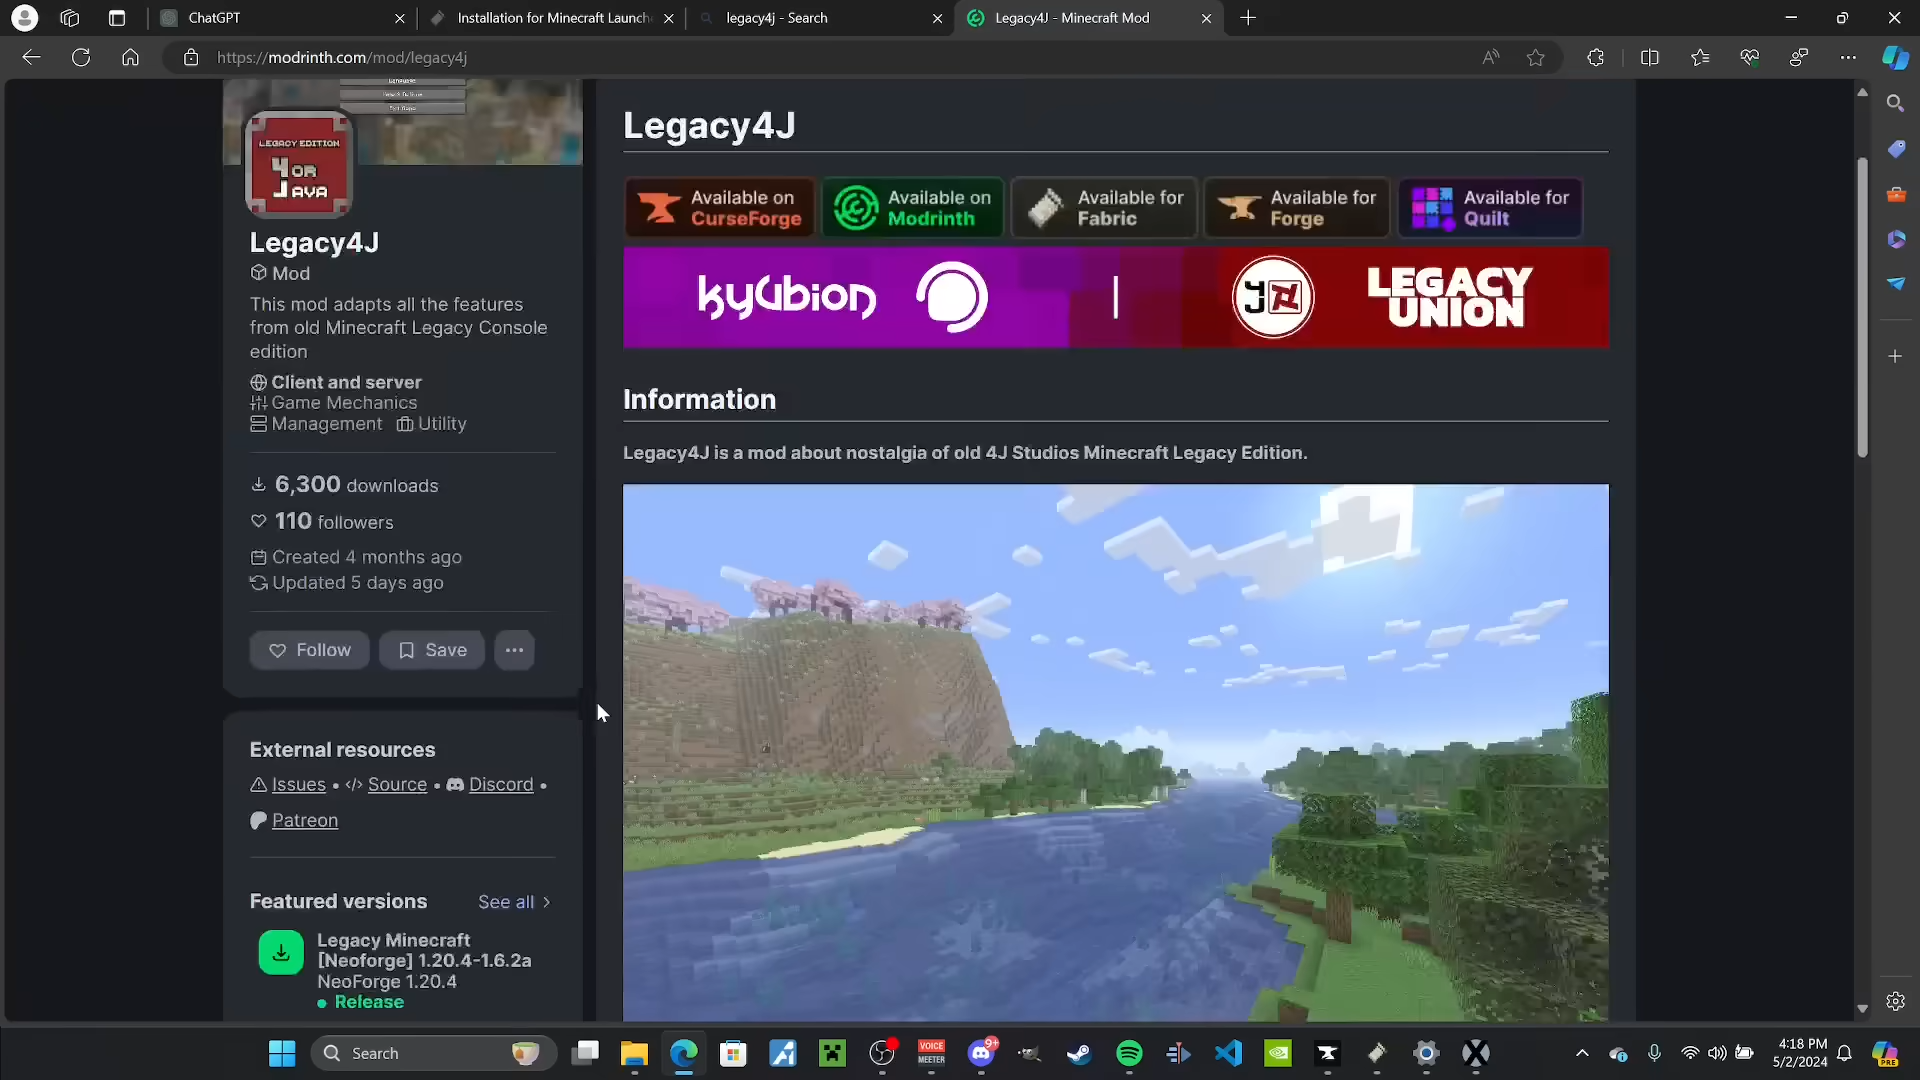 ChatGPT
Installation for Minecraft Launch
legacy4j - Search
Legacy4J - Minecraft Mod
https://modrinth.com/mod/legacy4j
LEGACY EDITION
4 OR
JAVA
Legacy4J
Mod
This mod adapts all the features
from old Minecraft Legacy Console
edition
Client and server
Game Mechanics
Management Utility
6,300 downloads
110 followers
Created 4 months ago
Updated 5 days ago
Follow Save
External resources
Issues • Source • Discord •
Patreon
Featured versions See all
Legacy Minecraft
[Neoforge] 1.20.4-1.6.2a
NeoForge 1.20.4
Release
Legacy4J
Available on
CurseForge
Available on
Modrinth
Available for
Fabric
Available for
Forge
Available for
Quilt
kyubion
4J
LEGACY
UNION
Information
Legacy4J is a mod about nostalgia of old 4J Studios Minecraft Legacy Edition.
Search
VOICE
MEETER
9+
4:18 PM
5/2/2024
PRE